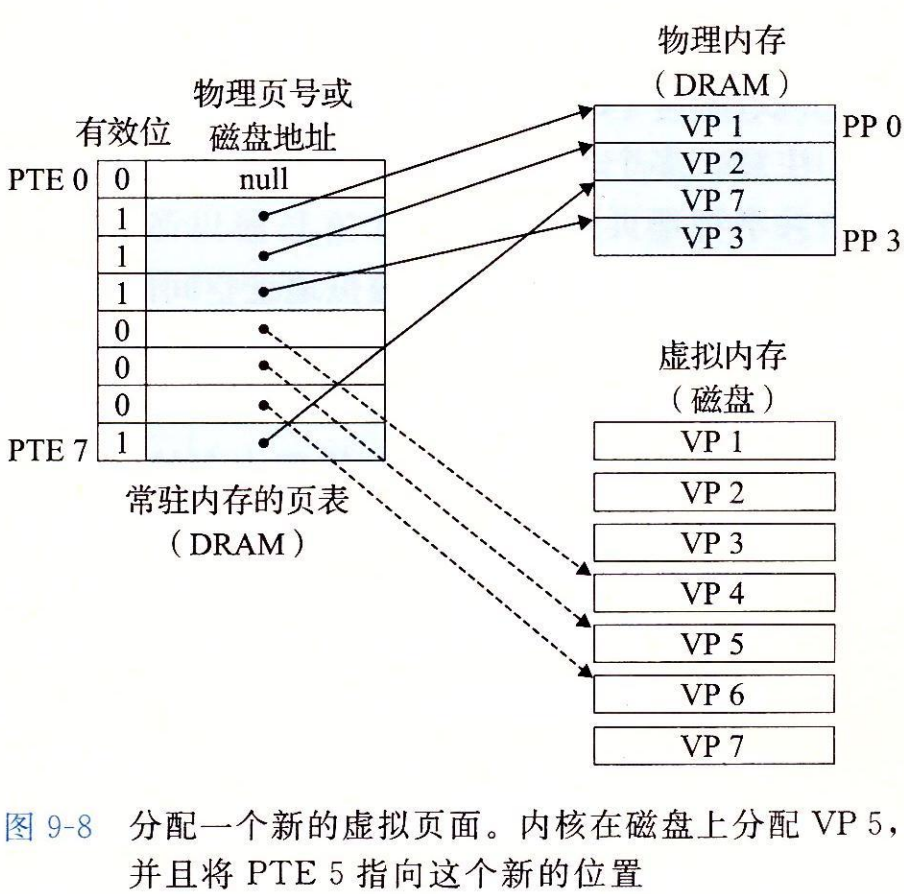 物理内存
（DRAM）
物理页号或
有效位 磁盘地址
VP 1 PP 0
VP 2
VP 7
VP 3 PP 3
PTE 0 0 null
1
1
1
0
0
0
PTE 7 1
常驻内存的页表
（DRAM）
虚拟内存
（磁盘）
VP 1
VP 2
VP 3
VP 4
VP 5
VP 6
VP 7
图 9-8 分配一个新的虚拟页面。内核在磁盘上分配 VP 5，
并且将 PTE 5 指向这个新的位置